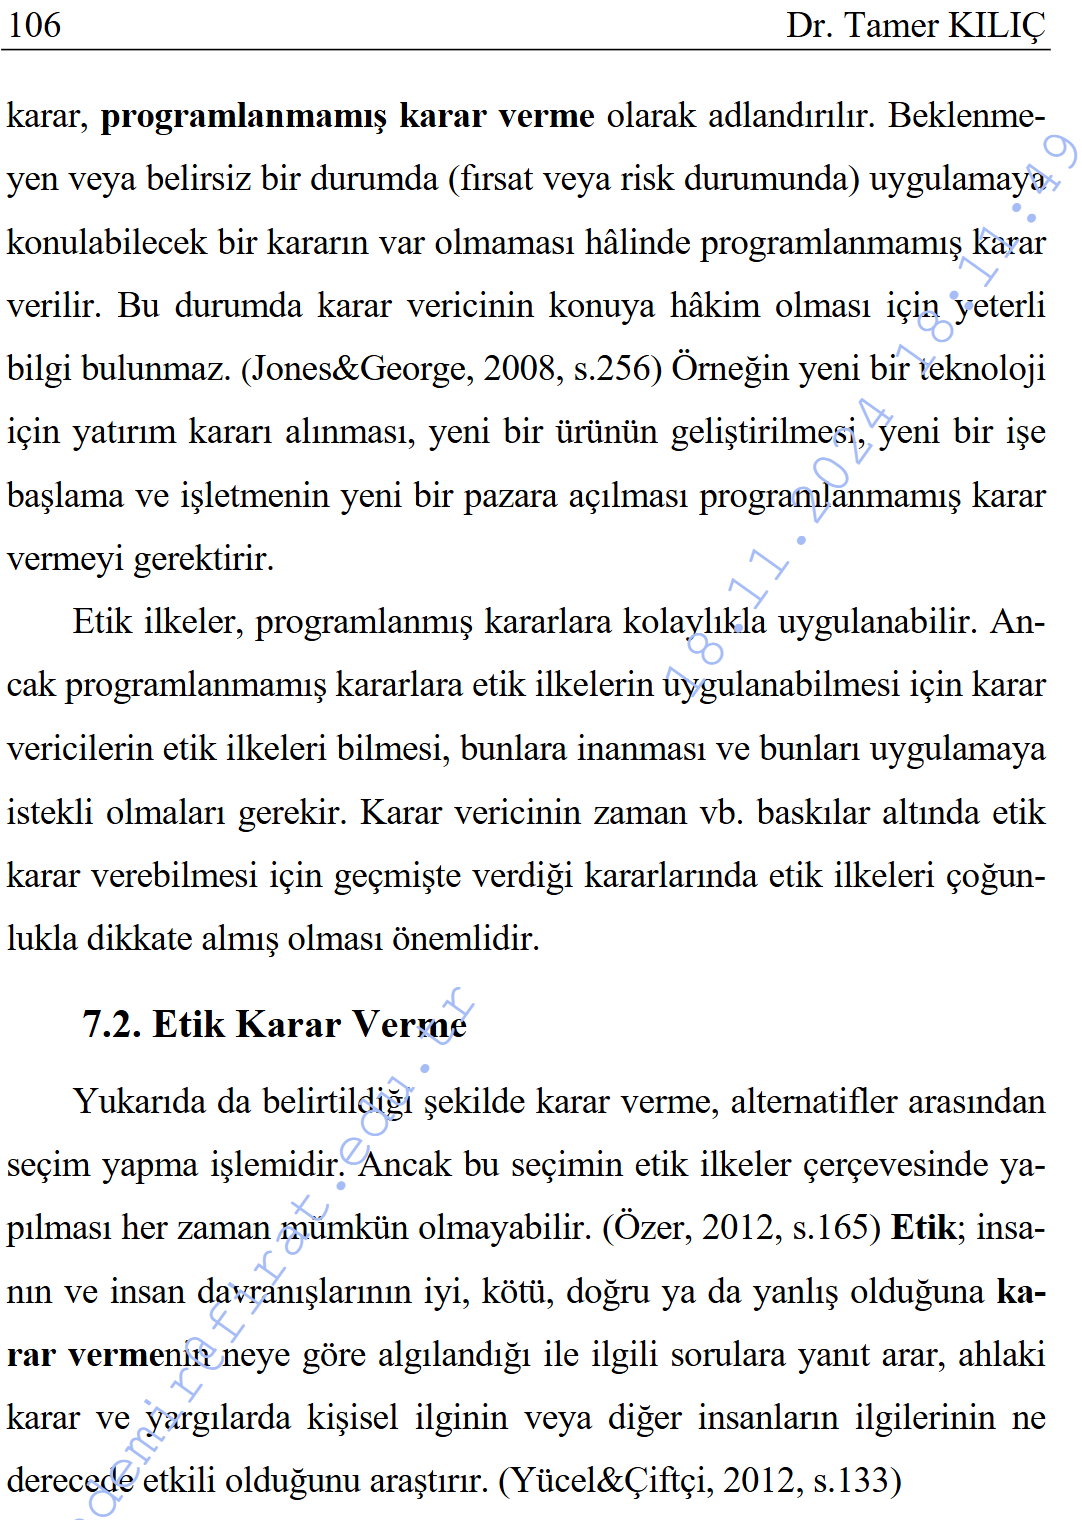 106 Dr. Tamer KILIÇ
karar, programlanmamış karar verme olarak adlandırılır. Beklenme-
yen veya belirsiz bir durumda (fırsat veya risk durumunda) uygulamaya
konulabilecek bir kararın var olmaması hâlinde programlanmamış karar
verilir. Bu durumda karar vericinin konuya hâkim olması için yeterli
bilgi bulunmaz. (Jones&George, 2008, s.256) Örneğin yeni bir teknoloji
için yatırım kararı alınması, yeni bir ürünün geliştirilmesi, yeni bir işe
başlama ve işletmenin yeni bir pazara açılması programlanmamış karar
vermeyi gerektirir.
Etik ilkeler, programlanmış kararlara kolaylıkla uygulanabilir. An-
cak programlanmamış kararlara etik ilkelerin uygulanabilmesi için karar
vericilerin etik ilkeleri bilmesi, bunlara inanması ve bunları uygulamaya
istekli olmaları gerekir. Karar vericinin zaman vb. baskılar altında etik
karar verebilmesi için geçmişte verdiği kararlarında etik ilkeleri çoğun-
lukla dikkate almış olması önemlidir.
7.2. Etik Karar Verme
Yukarıda da belirtildiği şekilde karar verme, alternatifler arasından
seçim yapma işlemidir. Ancak bu seçimin etik ilkeler çerçevesinde ya-
pılması her zaman mümkün olmayabilir. (Özer, 2012, s.165) Etik; insa-
nın ve insan davranışlarının iyi, kötü, doğru ya da yanlış olduğuna ka-
rar vermenin neye göre algılandığı ile ilgili sorulara yanıt arar, ahlaki
karar ve yargılarda kişisel ilginin veya diğer insanların ilgilerinin ne
derecede etkili olduğunu araştırır. (Yücel&Çiftçi, 2012, s.133)
demir@firat.edu.tr
18.11.2024 18:11:49